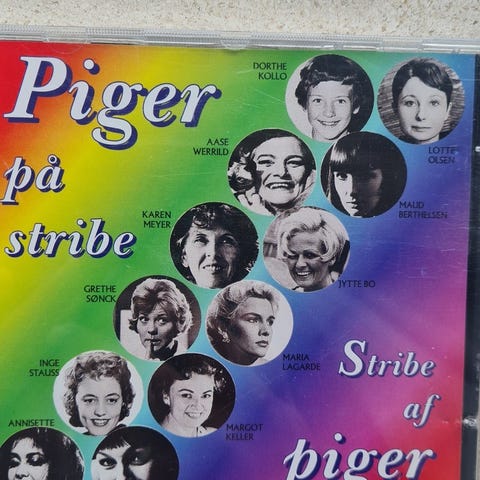 Piger
på
stribe
DORTHE
KOLLO
LOTTE
OLSEN
AASE
WERRILD
MAUD
BERTHELSEN
KAREN
MEYER
JYTTE BO
GRETHE
SØNCK
MARIA
LAGARDE
INGE
STAUSS
MARGOT
KELLER
ANNISETTE
Stribe
af
piger